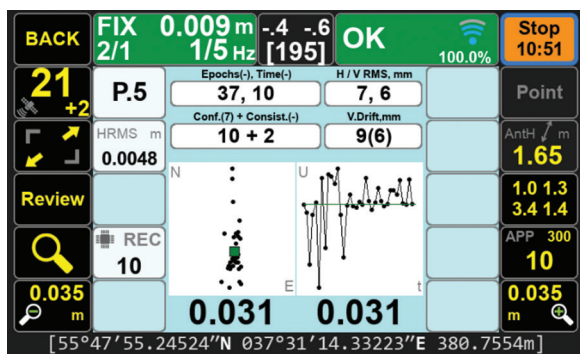 BACK
FIX 0.009 m
2/1 1/5 Hz
-.4 -.6
[195]
OK
100.0%
Stop
10:51
21
+2
P.5
Epochs(-), Time(-)
37, 10
H / V RMS, mm
7, 6
Point
HRMS m
0.0048
Conf.(7) + Consist.(-)
10 + 2
V.Drift,mm
9(6)
AntH m
1.65
Review
N
E
U
t
1.0 1.3
3.4 1.4
REC
10
APP 300
10
0.035
m
0.031
0.031
0.035
m
[55°47'55.24524"N 037°31'14.33223"E 380.7554m]